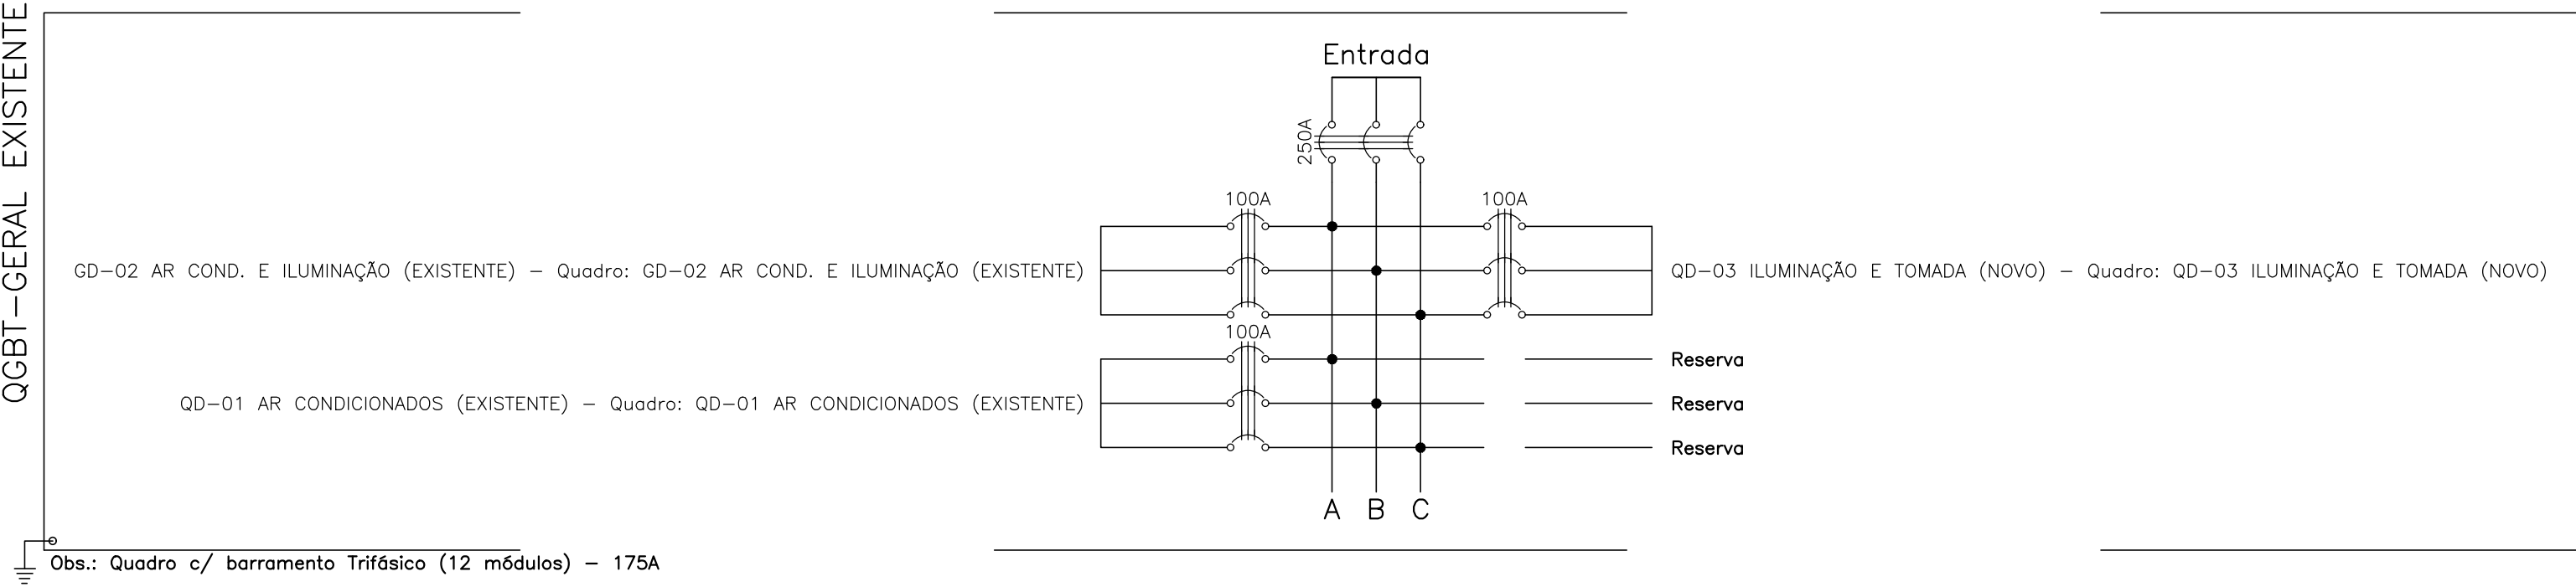 QGBT-GERAL EXISTENTE
Entrada
250A
100A
100A
GD-02 AR COND. E ILUMINAÇÃO (EXISTENTE) - Quadro: GD-02 AR COND. E ILUMINAÇÃO (EXISTENTE)
QD-03 ILUMINAÇÃO E TOMADA (NOVO) - Quadro: QD-03 ILUMINAÇÃO E TOMADA (NOVO)
100A
Reserva
QD-01 AR CONDICIONADOS (EXISTENTE) - Quadro: QD-01 AR CONDICIONADOS (EXISTENTE)
Reserva
Reserva
A B C
Obs.: Quadro c/ barramento Trifásico (12 módulos) - 175A